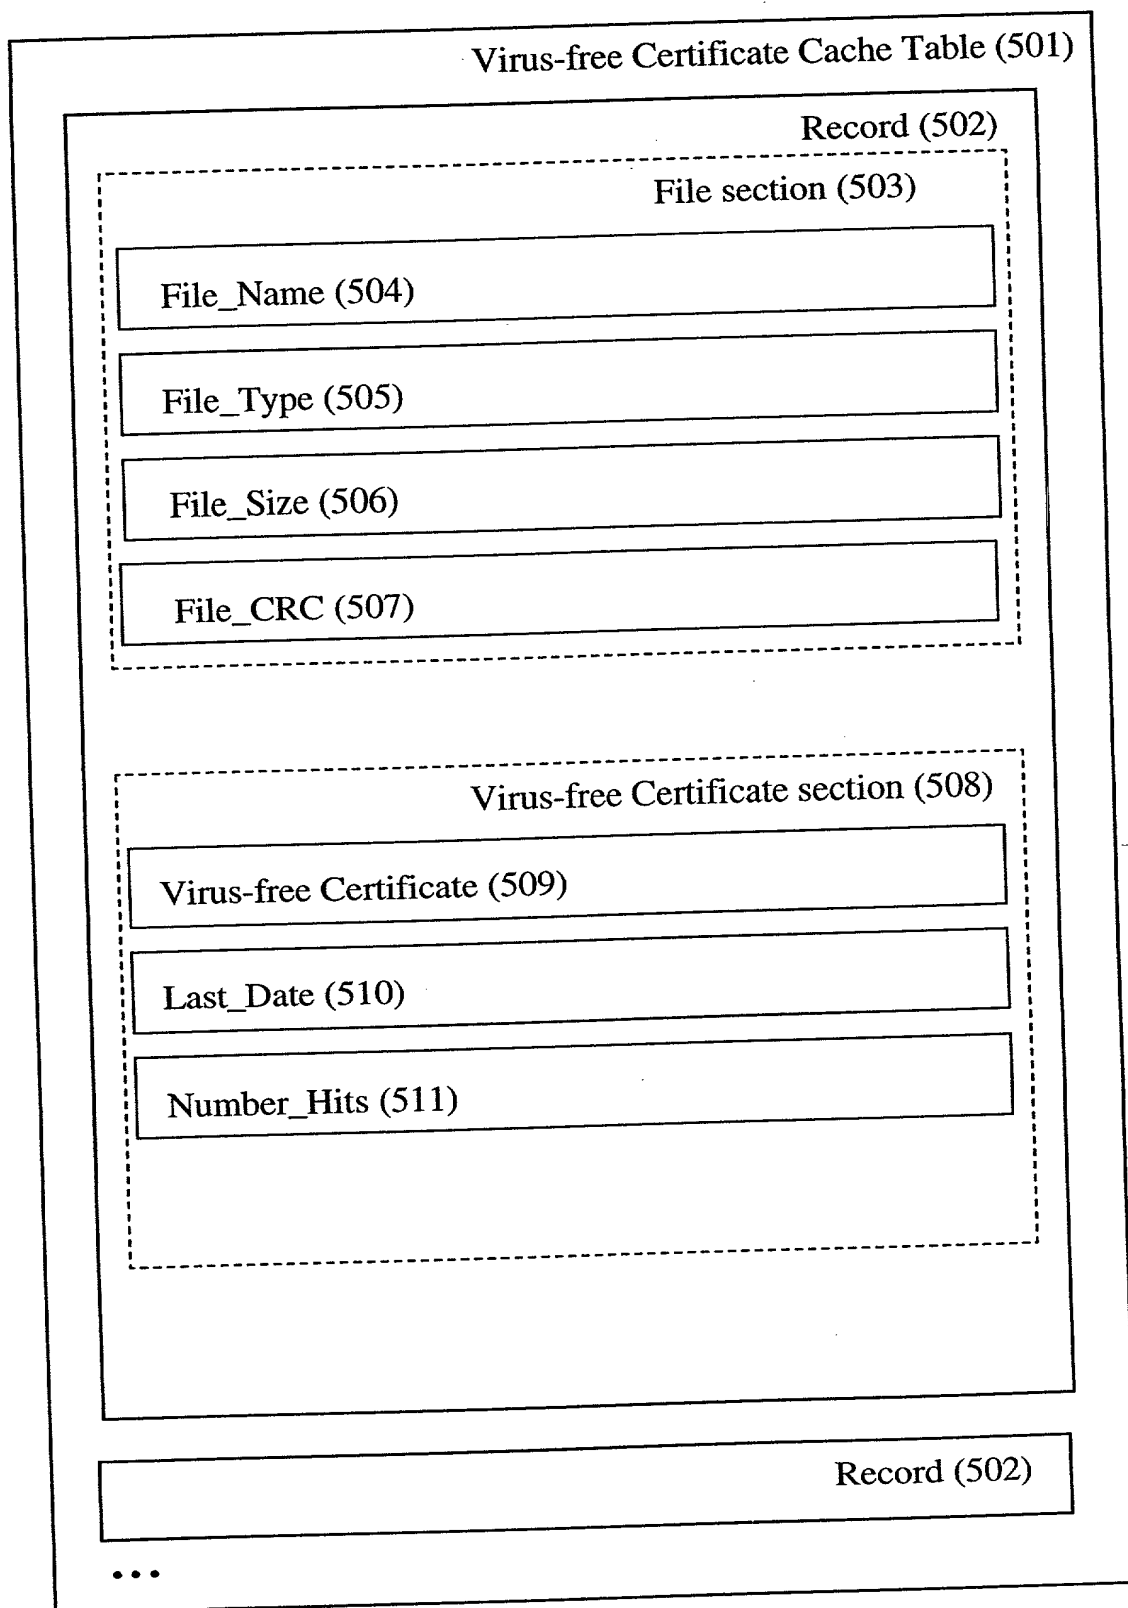 Virus-free Certificate Cache Table (501)
Record (502)
File section (503)
File_Name (504)
File_Type (505)
File_Size (506)
File_CRC (507)
Virus-free Certificate section (508)
Virus-free Certificate (509)
Last_Date (510)
Number_Hits (511)
Record (502)
...